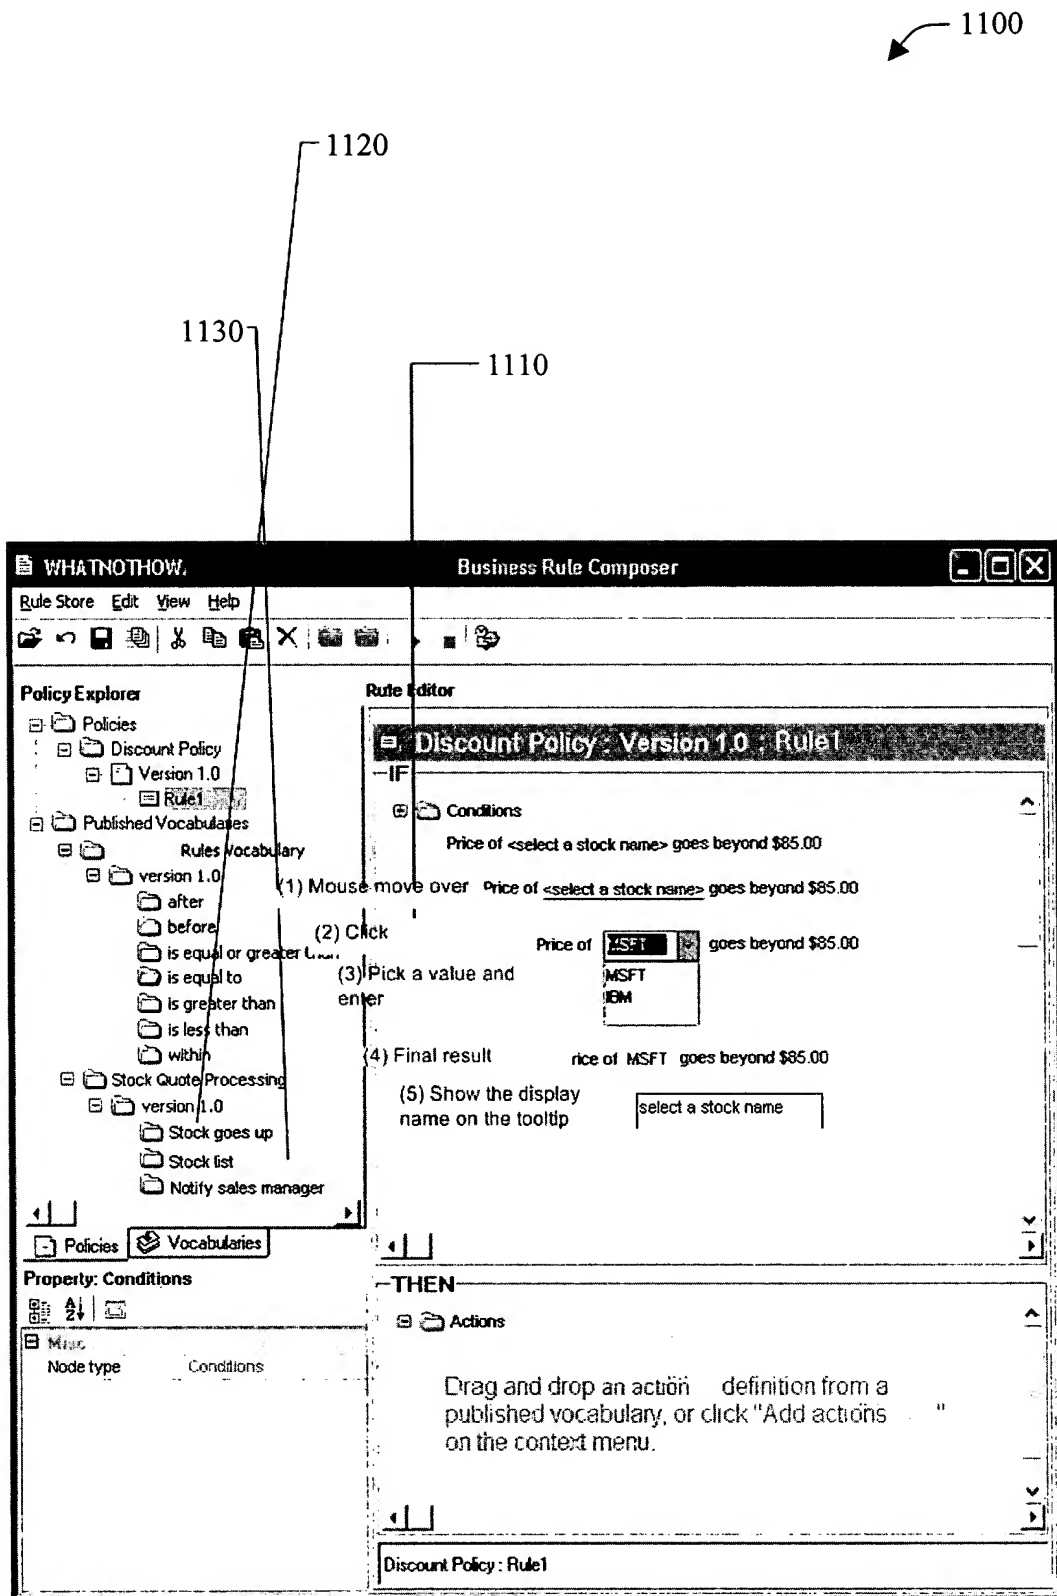 1100
1120
1130
1110
WHATNOTHOW. Business Rule Composer
Rule Store Edit View Help
Policy Explorer
Policies
Discount Policy
Version 1.0
Rule1
Published Vocabularies
Rules Vocabulary
version 1.0
after
before
is equal or greater than
is equal to
is greater than
is less than
within
Stock Quote Processing
version 1.0
Stock goes up
Stock list
Notify sales manager
Policies Vocabularies
Property: Conditions
Misc
Node type Conditions
Rule Editor
Discount Policy : Version 1.0 : Rule1
IF
Conditions
Price of <select a stock name> goes beyond $85.00
(1) Mouse move over Price of <select a stock name> goes beyond $85.00
(2) Click
Price of MSFT goes beyond $85.00
(3) Pick a value and
enter
MSFT
IBM
(4) Final result rice of MSFT goes beyond $85.00
(5) Show the display
name on the tooltip
select a stock name
THEN
Actions
Drag and drop an action definition from a
published vocabulary, or click "Add actions "
on the context menu.
Discount Policy : Rule1